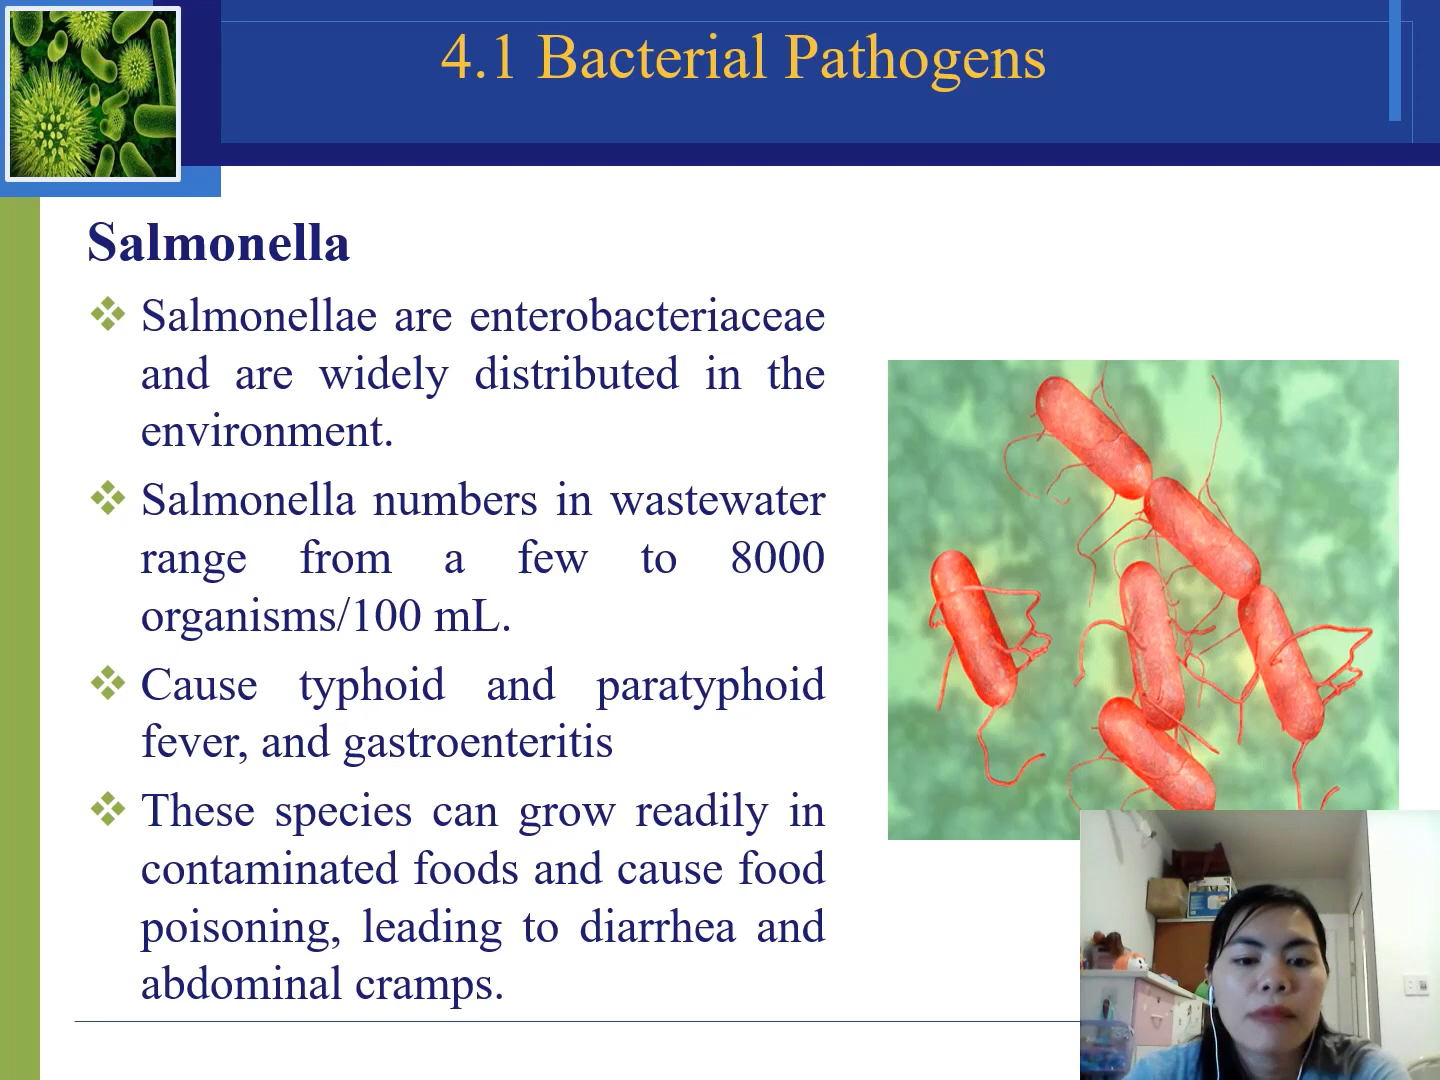 4.1 Bacterial Pathogens
Salmonella
Salmonellae are enterobacteriaceae
and are widely distributed in the
environment.
Salmonella numbers in wastewater
range from a few to 8000
organisms/100 mL.
Cause typhoid and paratyphoid
fever, and gastroenteritis
These species can grow readily in
contaminated foods and cause food
poisoning, leading to diarrhea and
abdominal cramps.